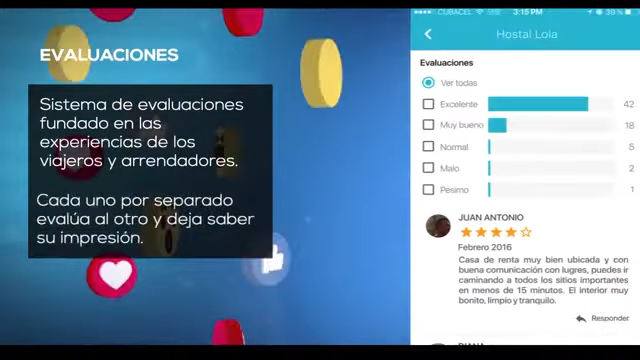 EVALUACIONES
Sistema de evaluaciones
fundado en las
experiencias de los
viajeros y arrendadores.
Cada uno por separado
evalúa al otro y deja saber
su impresión.
CUBACEL
3:15 PM
39 %
Hostal Lola
Evaluaciones
Ver todas
Excelente 42
Muy bueno 18
Normal 5
Malo 2
Pésimo 1
JUAN ANTONIO
Febrero 2016
Casa de renta muy bien ubicada y con
buena comunicación con lugres, puedes ir
caminando a todos los sitios importantes
en menos de 15 minutos. El interior muy
bonito, limpio y tranquilo.
Responder